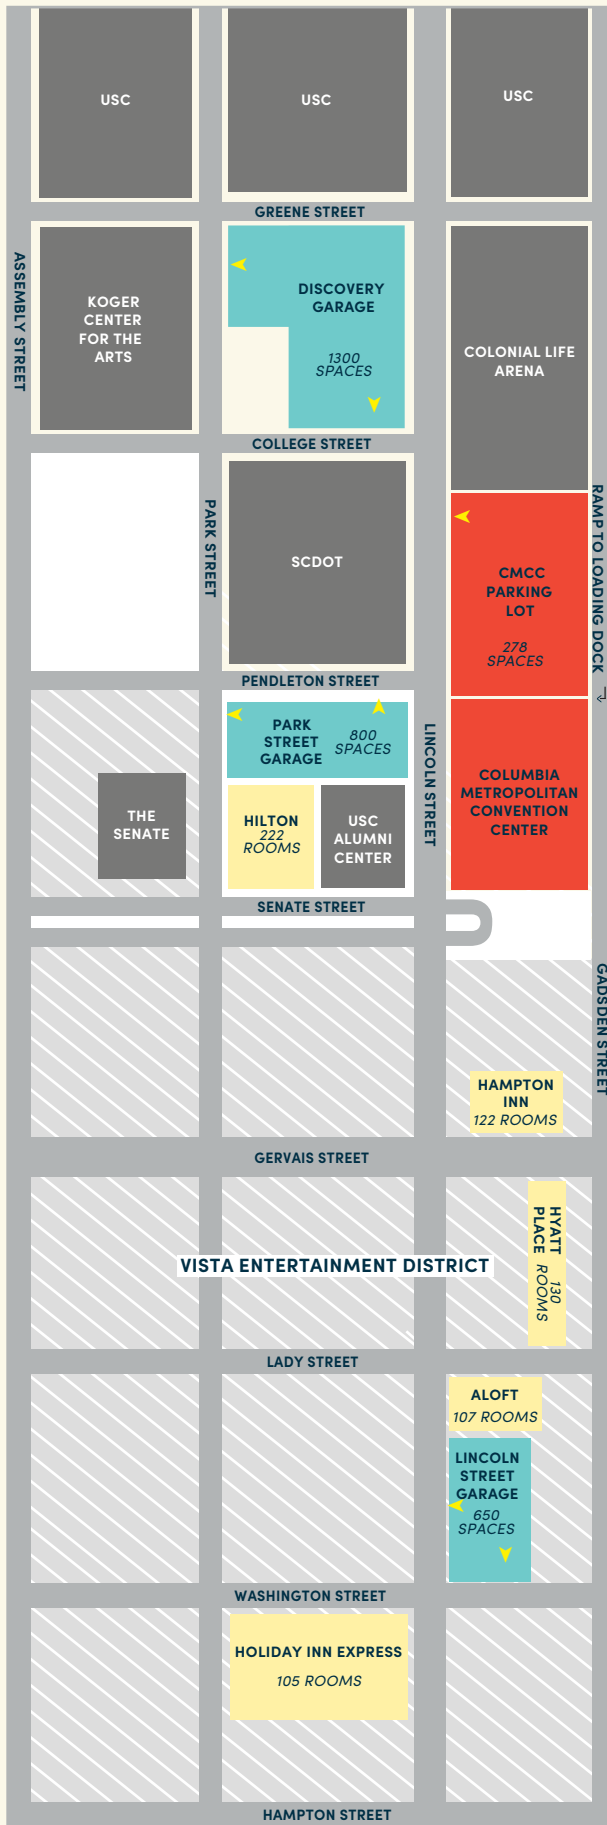 USC
USC
USC
GREENE STREET
ASSEMBLY STREET
KOGER
CENTER
FOR THE
ARTS
DISCOVERY
GARAGE
1300
SPACES
COLONIAL LIFE
ARENA
COLLEGE STREET
PARK STREET
SCDOT
CMCC
PARKING
LOT
278
SPACES
RAMP TO LOADING DOCK
PENDLETON STREET
PARK
STREET
GARAGE
800
SPACES
LINCOLN STREET
THE
SENATE
HILTON
222
ROOMS
USC
ALUMNI
CENTER
COLUMBIA
METROPOLITAN
CONVENTION
CENTER
SENATE STREET
GADSDEN STREET
HAMPTON
INN
122 ROOMS
GERVAIS STREET
HYATT
PLACE
130
ROOMS
VISTA ENTERTAINMENT DISTRICT
LADY STREET
ALOFT
107 ROOMS
LINCOLN
STREET
GARAGE
650
SPACES
WASHINGTON STREET
HOLIDAY INN EXPRESS
105 ROOMS
HAMPTON STREET